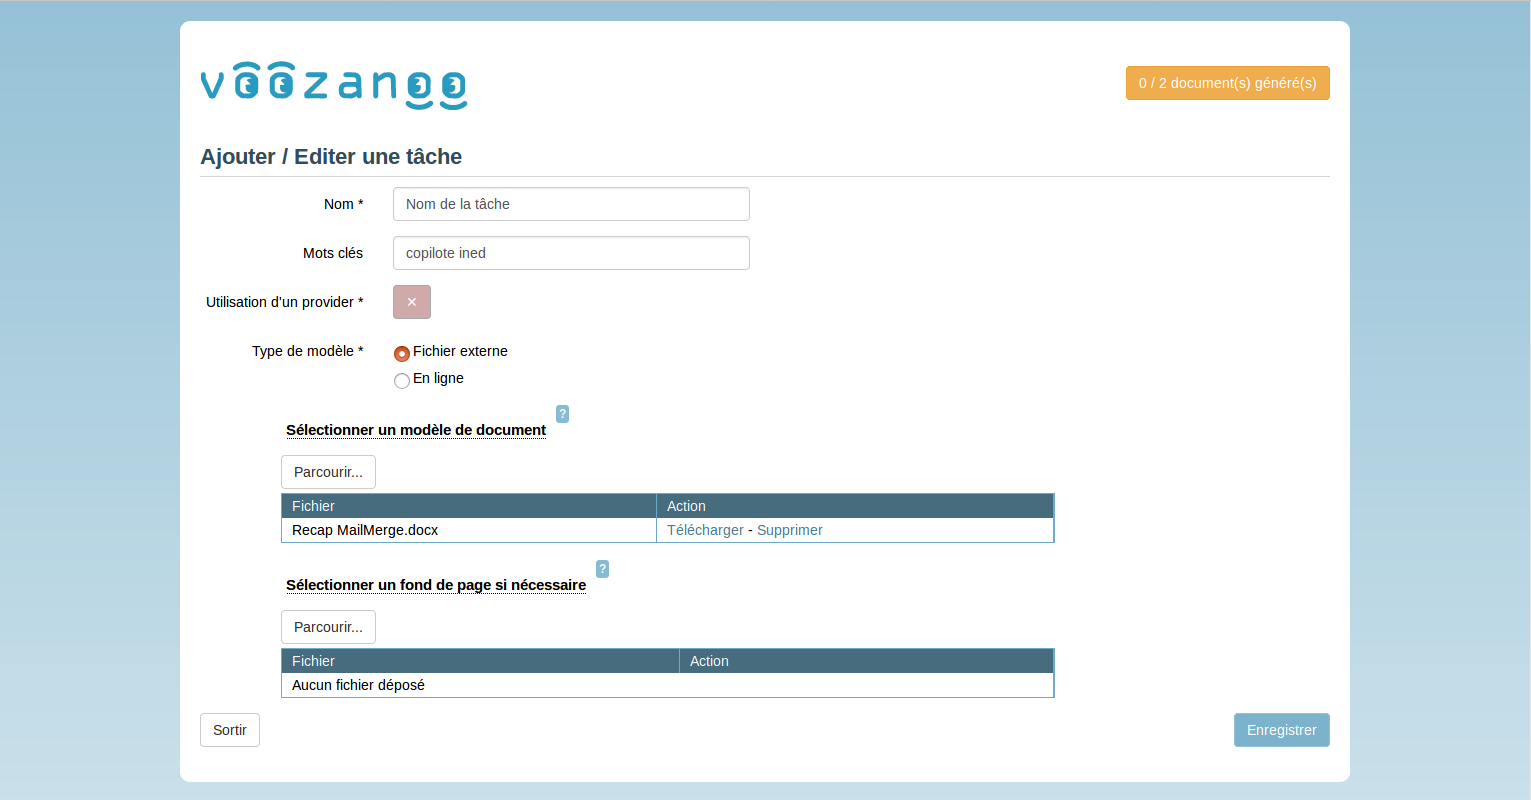 voozanoo
0 / 2 document(s) généré(s)
Ajouter / Editer une tâche
Nom * Nom de la tâche
Mots clés copilote ined
Utilisation d'un provider * ×
Type de modèle * Fichier externe
En ligne
Sélectionner un modèle de document ?
Parcourir...
Fichier Action
Recap MailMerge.docx Télécharger - Supprimer
Sélectionner un fond de page si nécessaire ?
Parcourir...
Fichier Action
Aucun fichier déposé
Sortir Enregistrer